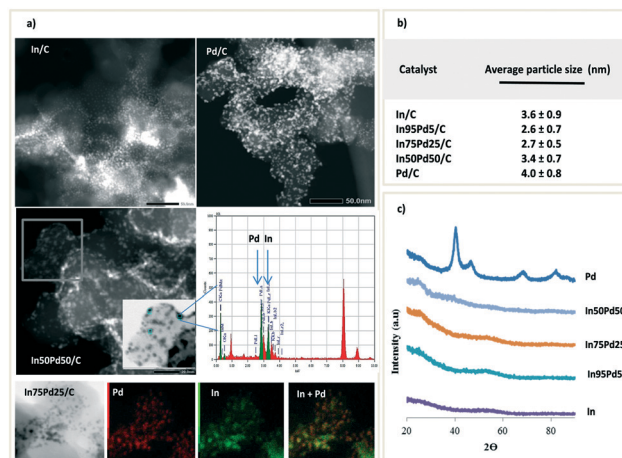 a)
In/C
Pd/C
50.0nm
Pd In
In50Pd50/C
In75Pd25/C
Pd
In
In + Pd
b)
Catalyst Average particle size (nm)
In/C 3.6 ± 0.9
In95Pd5/C 2.6 ± 0.7
In75Pd25/C 2.7 ± 0.5
In50Pd50/C 3.4 ± 0.7
Pd/C 4.0 ± 0.8
c)
Intensity (a.u)
Pd
In50Pd50
In75Pd25
In95Pd5
In
20 40 60 80
2Θ